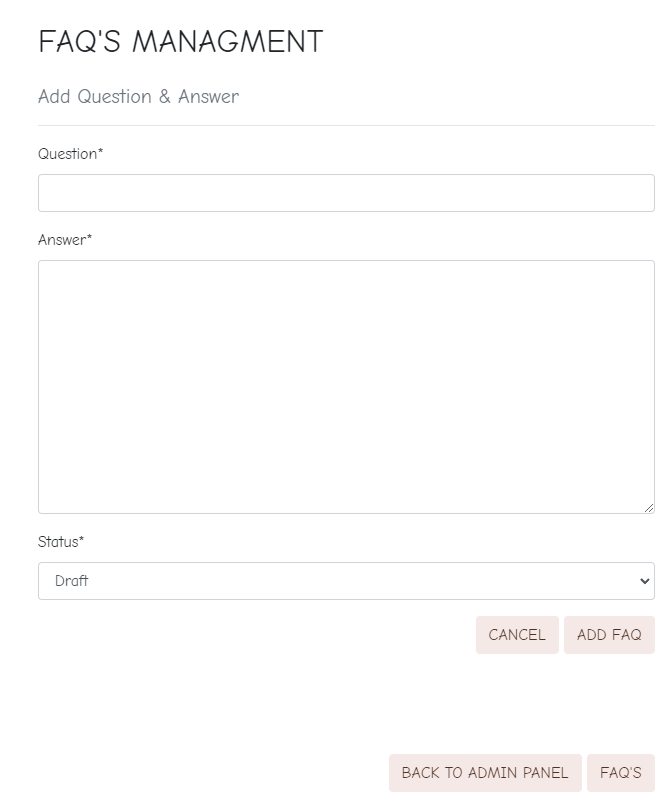 FAQ'S MANAGMENT
Add Question & Answer
Question*
Answer*
Status*
Draft
CANCEL ADD FAQ
BACK TO ADMIN PANEL FAQ'S